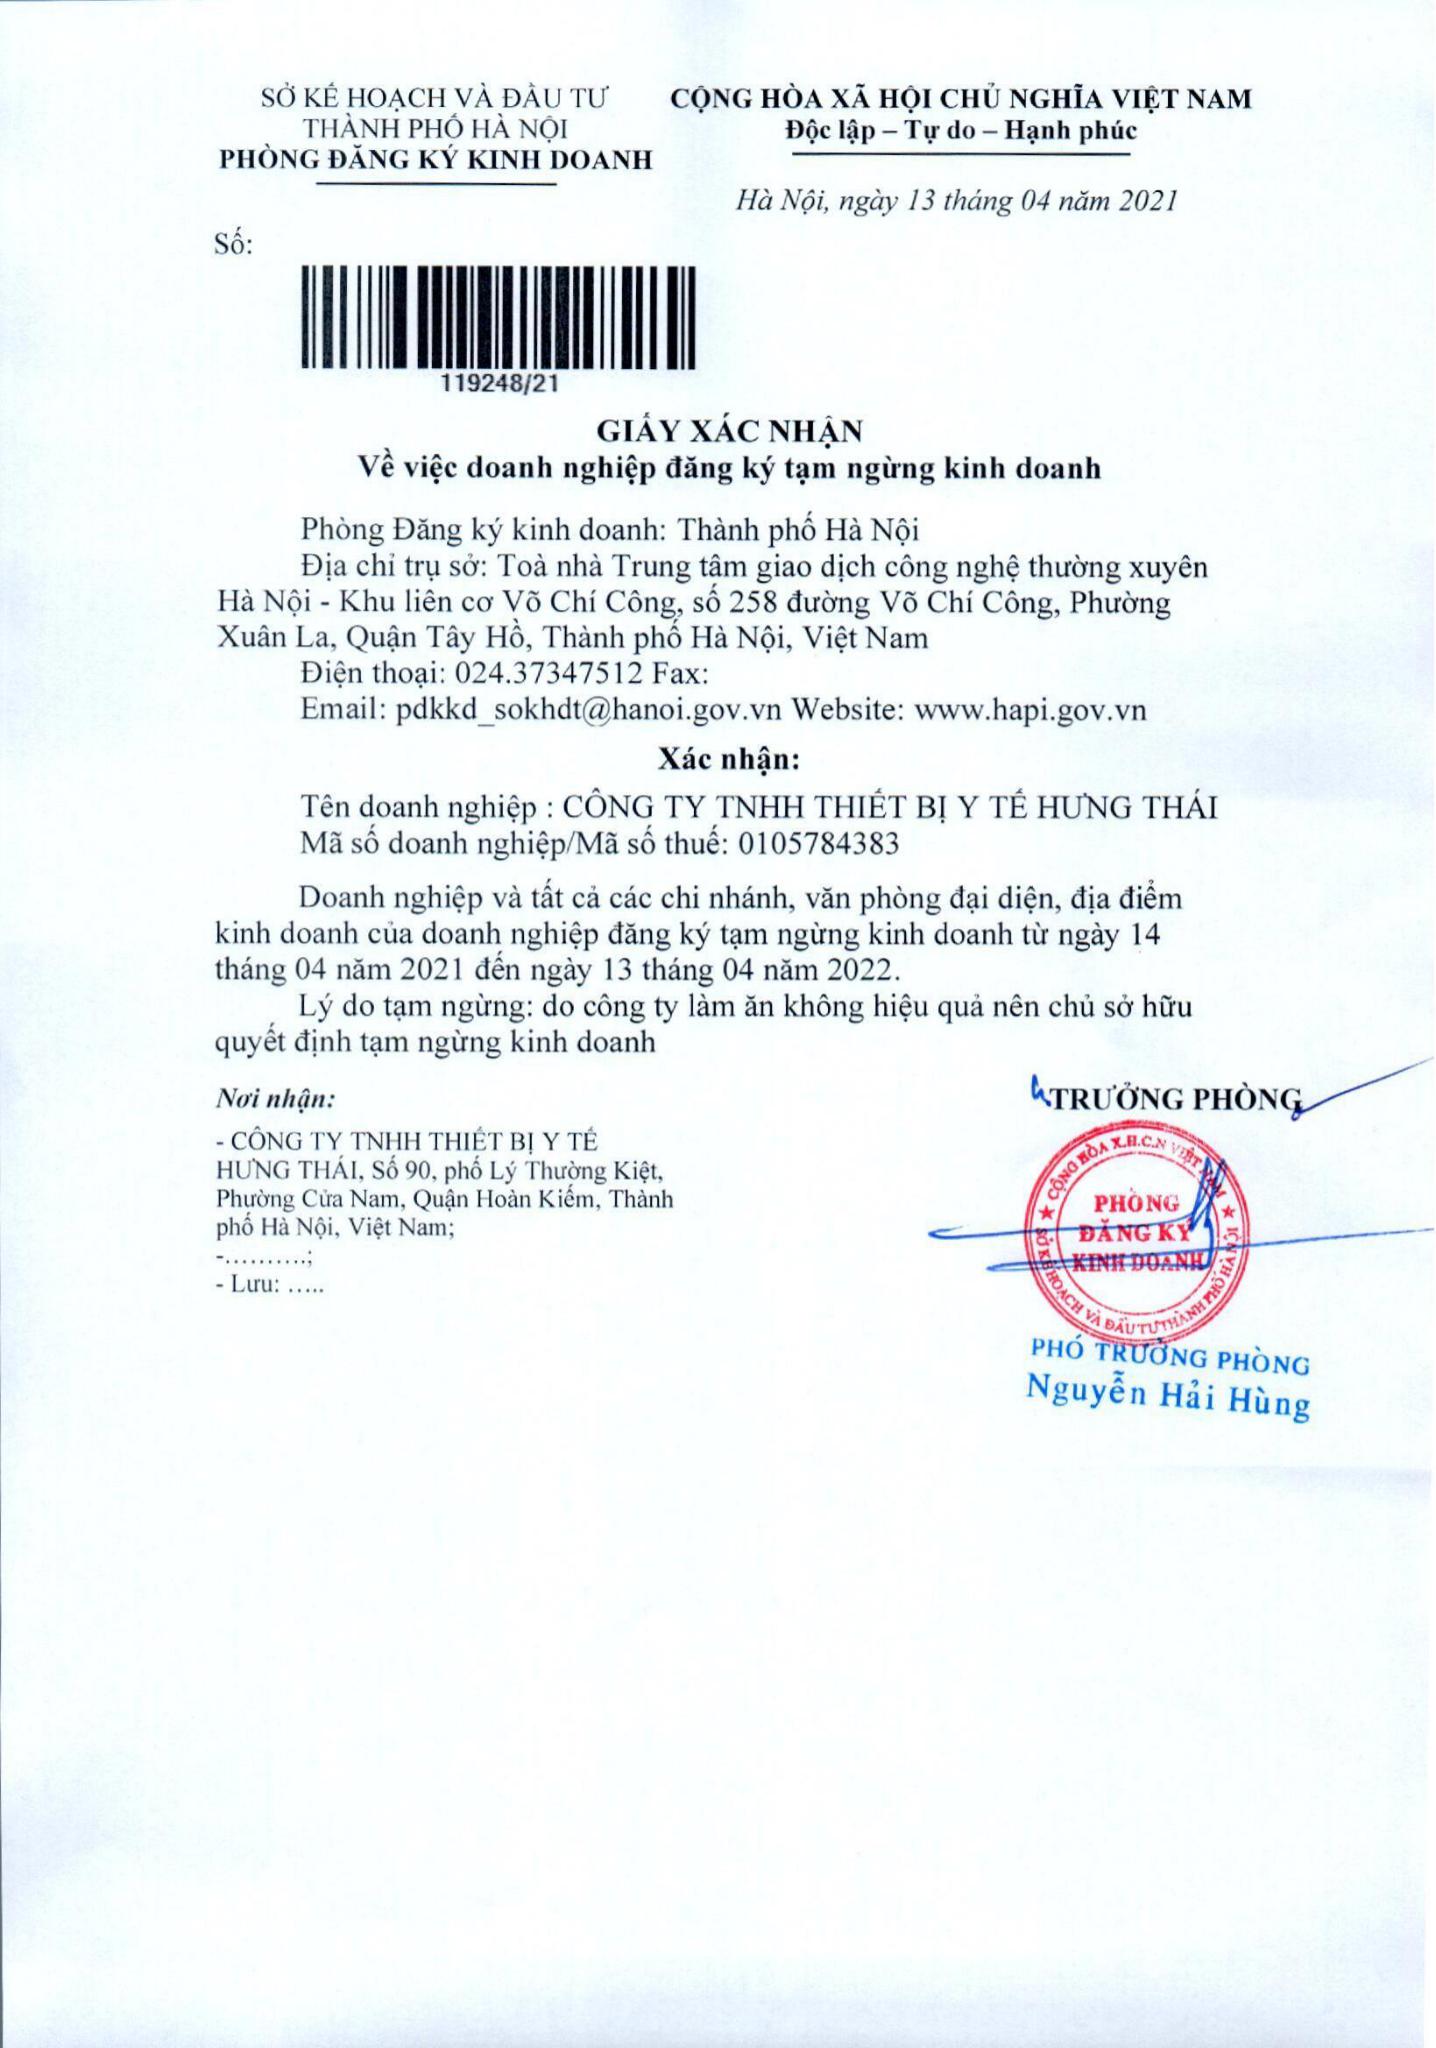 SỞ KẾ HOẠCH VÀ ĐẦU TƯ
THÀNH PHỐ HÀ NỘI
PHÒNG ĐĂNG KÝ KINH DOANH
CỘNG HÒA XÃ HỘI CHỦ NGHĨA VIỆT NAM
Độc lập – Tự do – Hạnh phúc
Hà Nội, ngày 13 tháng 04 năm 2021
Số:
119248/21
GIẤY XÁC NHẬN
Về việc doanh nghiệp đăng ký tạm ngừng kinh doanh
Phòng Đăng ký kinh doanh: Thành phố Hà Nội
Địa chỉ trụ sở: Toà nhà Trung tâm giao dịch công nghệ thường xuyên
Hà Nội - Khu liên cơ Võ Chí Công, số 258 đường Võ Chí Công, Phường
Xuân La, Quận Tây Hồ, Thành phố Hà Nội, Việt Nam
Điện thoại: 024.37347512 Fax:
Email: pdkkd_sokhdt@hanoi.gov.vn Website: www.hapi.gov.vn
Xác nhận:
Tên doanh nghiệp : CÔNG TY TNHH THIẾT BỊ Y TẾ HƯNG THÁI
Mã số doanh nghiệp/Mã số thuế: 0105784383
Doanh nghiệp và tất cả các chi nhánh, văn phòng đại diện, địa điểm
kinh doanh của doanh nghiệp đăng ký tạm ngừng kinh doanh từ ngày 14
tháng 04 năm 2021 đến ngày 13 tháng 04 năm 2022.
Lý do tạm ngừng: do công ty làm ăn không hiệu quả nên chủ sở hữu
quyết định tạm ngừng kinh doanh
Nơi nhận:
- CÔNG TY TNHH THIẾT BỊ Y TẾ
HƯNG THÁI, Số 90, phố Lý Thường Kiệt,
Phường Cửa Nam, Quận Hoàn Kiếm, Thành
phố Hà Nội, Việt Nam;
-……….;
- Lưu: …..
TRƯỞNG PHÒNG
CỘNG HÒA X.H.C.N VIỆT NAM
PHÒNG
ĐĂNG KÝ
KINH DOANH
SỞ KẾ HOẠCH VÀ ĐẦU TƯ THÀNH PHỐ HÀ NỘI
PHÓ TRƯỞNG PHÒNG
Nguyễn Hải Hùng